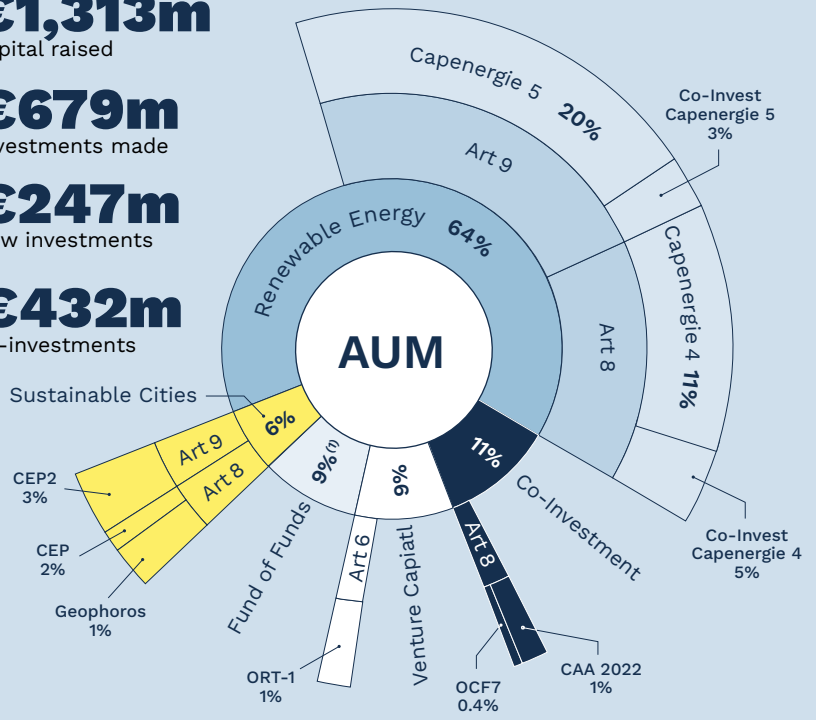 €1,313m
pital raised
€679m
vestments made
€247m
w investments
€432m
-investments
Capenergie 5 20%
Co-Invest
Capenergie 5
3%
Art 9
Renewable Energy 64%
Capenergie 4 11%
Art 8
AUM
Sustainable Cities
6%
9%(1)
9%
11%
Art 9
Art 8
CEP2
3%
CEP
2%
Geophoros
1%
Fund of Funds
Art 6
Venture Capiatl
Art 8
Co-Investment
Co-Invest
Capenergie 4
5%
ORT-1
1%
OCF7
0.4%
CAA 2022
1%